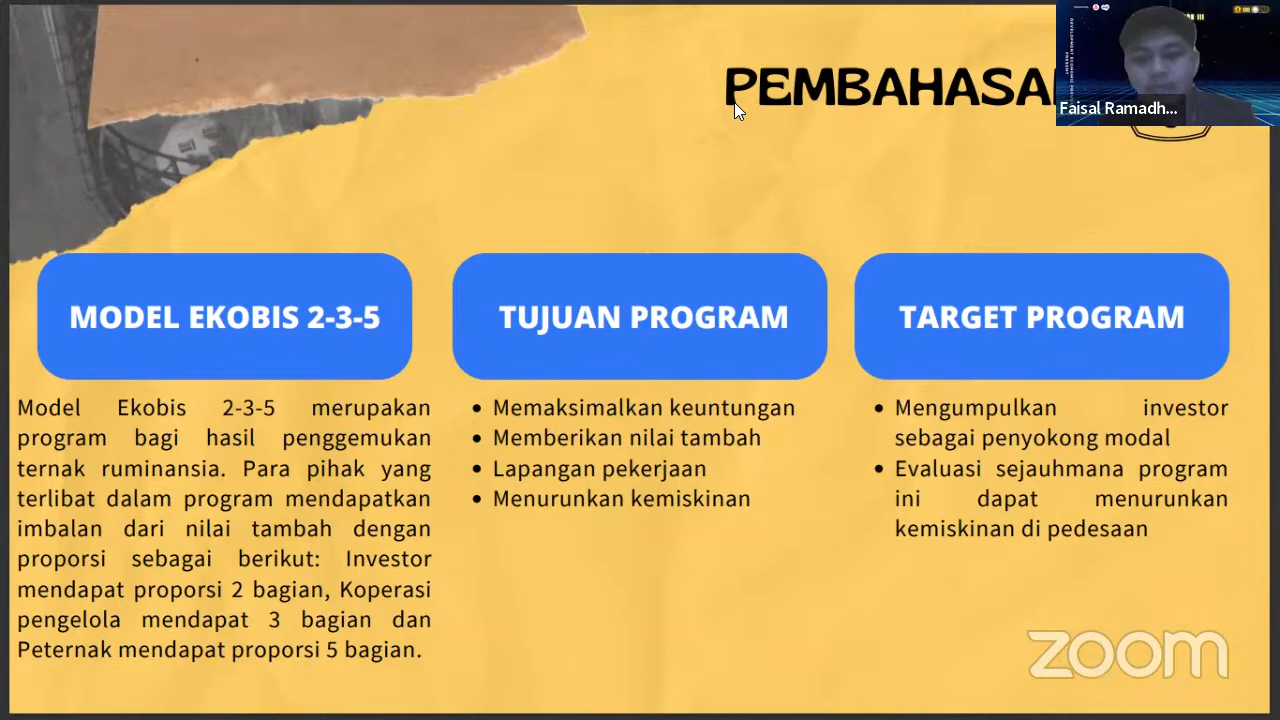 PEMBAHASA
Faisal Ramadh...
MODEL EKOBIS 2-3-5
Model Ekobis 2-3-5 merupakan
program bagi hasil penggemukan
ternak ruminansia. Para pihak yang
terlibat dalam program mendapatkan
imbalan dari nilai tambah dengan
proporsi sebagai berikut: Investor
mendapat proporsi 2 bagian, Koperasi
pengelola mendapat 3 bagian dan
Peternak mendapat proporsi 5 bagian.
TUJUAN PROGRAM
• Memaksimalkan keuntungan
• Memberikan nilai tambah
• Lapangan pekerjaan
• Menurunkan kemiskinan
TARGET PROGRAM
• Mengumpulkan investor
sebagai penyokong modal
• Evaluasi sejauhmana program
ini dapat menurunkan
kemiskinan di pedesaan
zoom